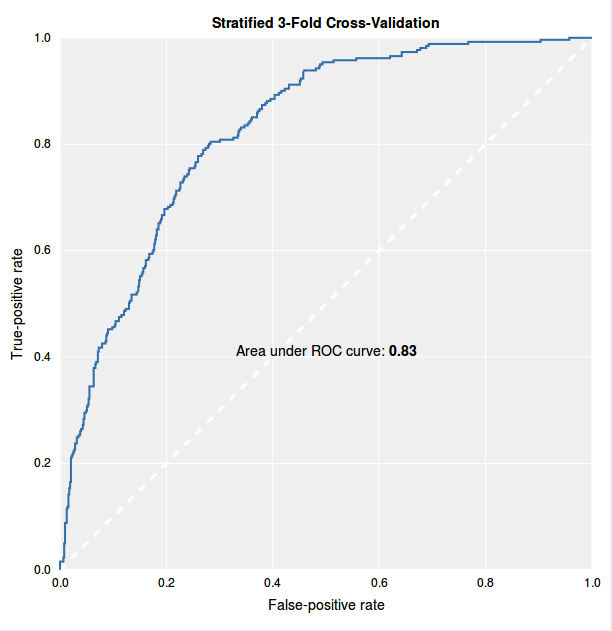 Stratified 3-Fold Cross-Validation
1.0
0.8
0.6
0.4
0.2
0.0
True-positive rate
Area under ROC curve: 0.83
0.0 0.2 0.4 0.6 0.8 1.0
False-positive rate